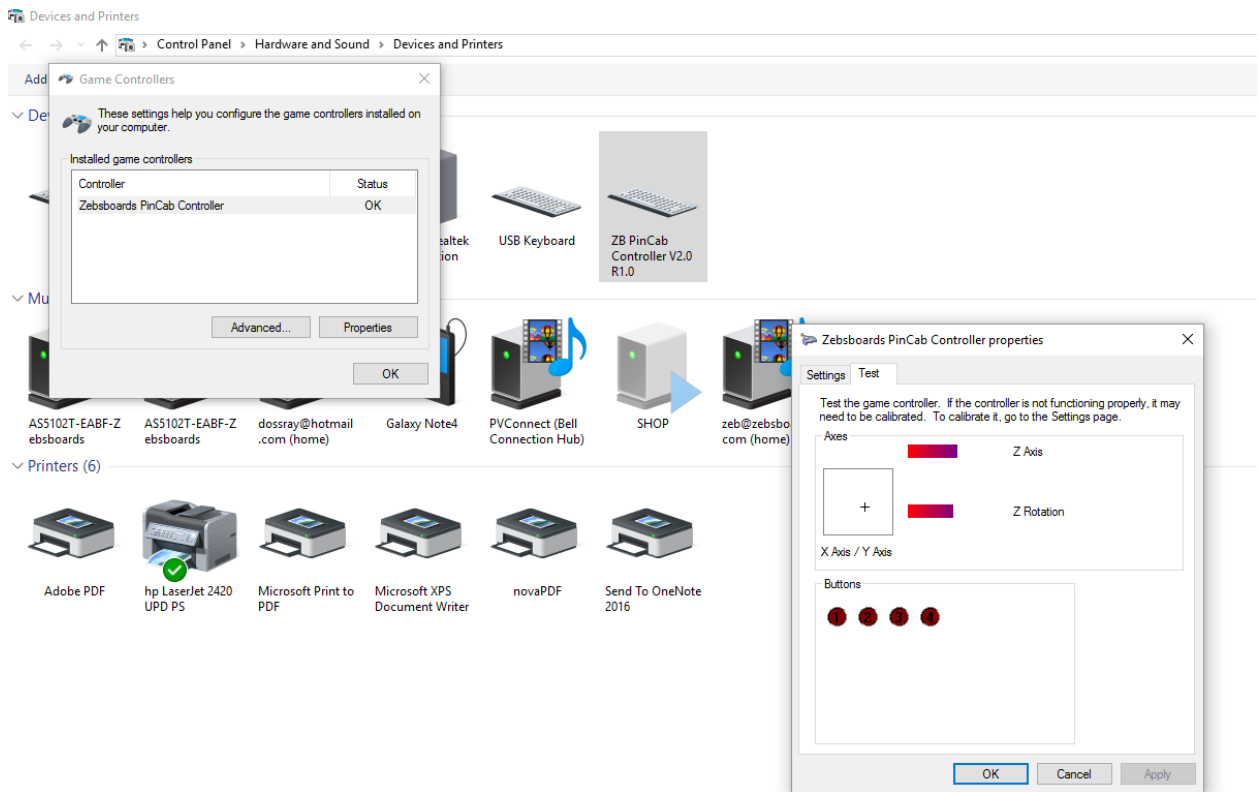 Devices and Printers
Control Panel > Hardware and Sound > Devices and Printers
Add
Game Controllers
These settings help you configure the game controllers installed on
your computer.
Installed game controllers
Controller Status
Zebsboards PinCab Controller OK
Advanced... Properties
OK
USB Keyboard
ZB PinCab
Controller V2.0
R1.0
AS5102T-EABF-Z
ebsboards
AS5102T-EABF-Z
ebsboards
dossray@hotmail
.com (home)
Galaxy Note4
PVConnect (Bell
Connection Hub)
SHOP
zeb@zebsbo
com (home)
Printers (6)
Adobe PDF
hp LaserJet 2420
UPD PS
Microsoft Print to
PDF
Microsoft XPS
Document Writer
novaPDF
Send To OneNote
2016
Zebsboards PinCab Controller properties
Settings Test
Test the game controller. If the controller is not functioning properly, it may
need to be calibrated. To calibrate it, go to the Settings page.
Axes
Z Axis
Z Rotation
X Axis / Y Axis
Buttons
1 2 3 4
OK Cancel Apply